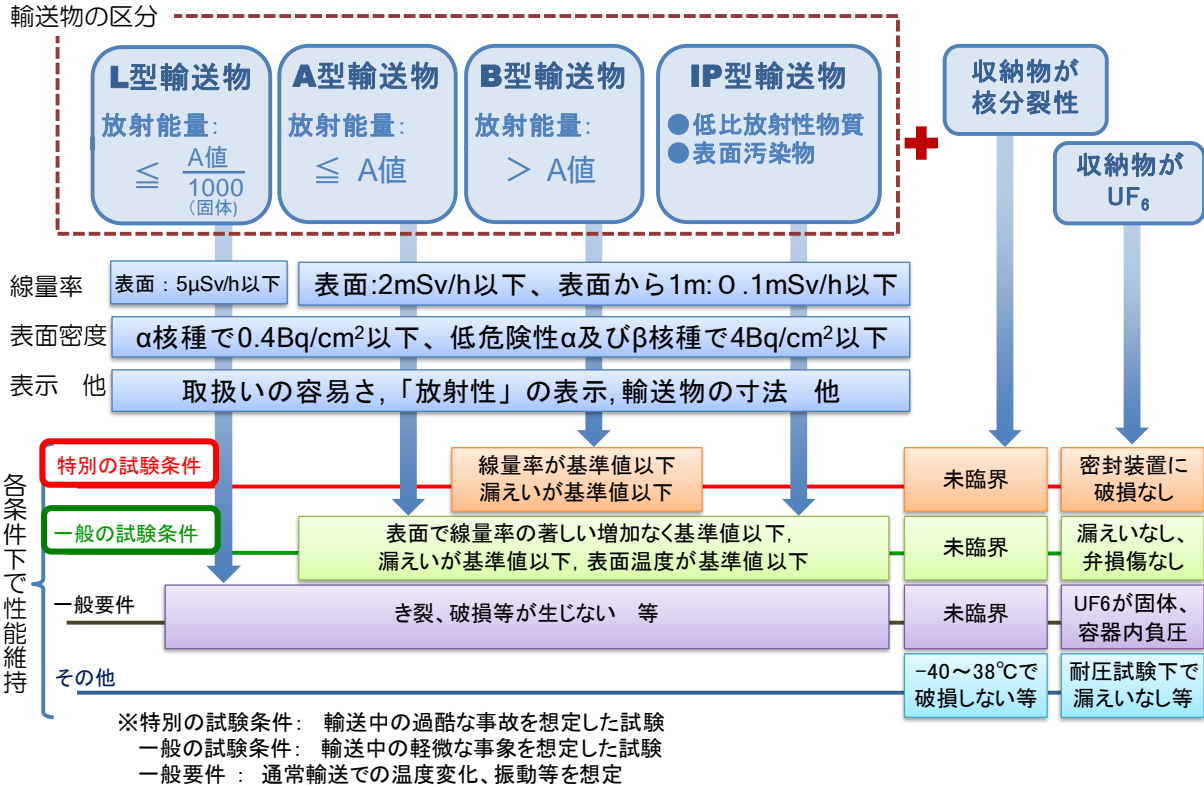 輸送物の区分
L型輸送物
放射能量:
≦ A値
1000
(固体)
A型輸送物
放射能量:
≦ A値
B型輸送物
放射能量:
> A値
IP型輸送物
●低比放射性物質
●表面汚染物
収納物が
核分裂性
収納物が
UF₆
線量率
表面：5μSv/h以下
表面:2mSv/h以下、表面から1m:０.1mSv/h以下
表面密度
α核種で0.4Bq/cm²以下、低危険性α及びβ核種で4Bq/cm²以下
表示　他
取扱いの容易さ,「放射性」の表示,輸送物の寸法　他
各条件下で性能維持
特別の試験条件
線量率が基準値以下
漏えいが基準値以下
未臨界
密封装置に
破損なし
一般の試験条件
表面で線量率の著しい増加なく基準値以下,
漏えいが基準値以下,表面温度が基準値以下
未臨界
漏えいなし、
弁損傷なし
一般要件
き裂、破損等が生じない　等
未臨界
UF6が固体、
容器内負圧
その他
-40～38℃で
破損しない等
耐圧試験下で
漏えいなし等
※特別の試験条件：　輸送中の過酷な事故を想定した試験
一般の試験条件：　輸送中の軽微な事象を想定した試験
一般要件 ：　通常輸送での温度変化、振動等を想定